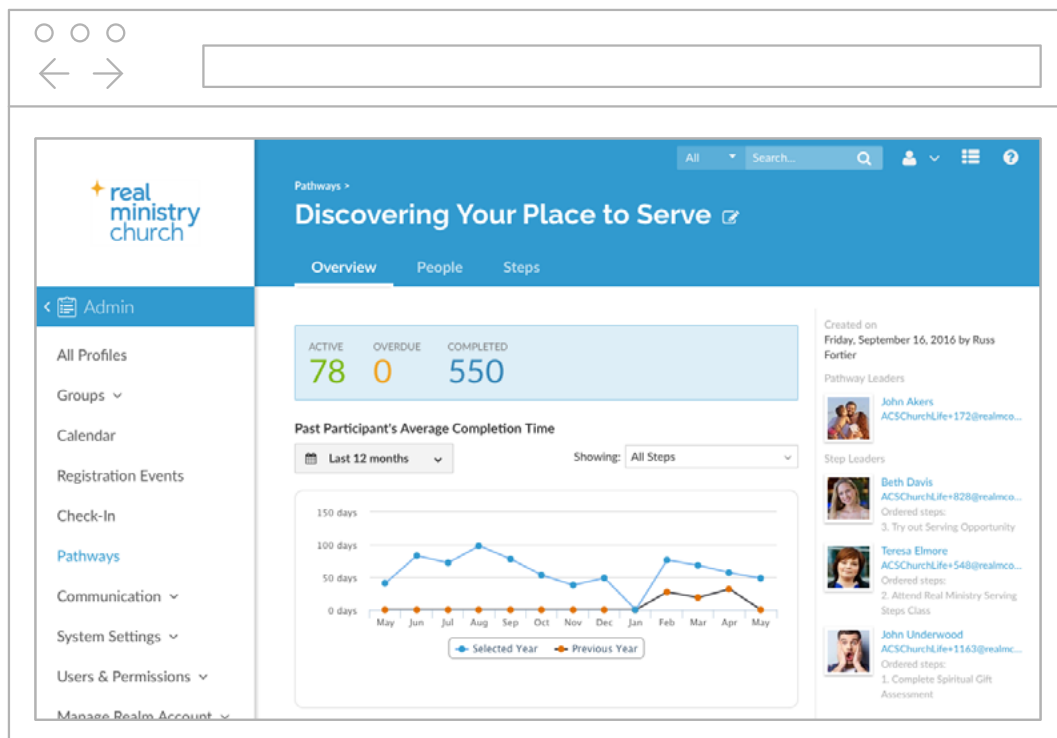 real
ministry
church
All
Search...
Pathways >
Discovering Your Place to Serve
Overview People Steps
Admin
All Profiles
Groups
Calendar
Registration Events
Check-In
Pathways
Communication
System Settings
Users & Permissions
Manage Realm Account
ACTIVE OVERDUE COMPLETED
78 0 550
Past Participant's Average Completion Time
Last 12 months
Showing: All Steps
150 days
100 days
50 days
0 days
May Jun Jul Aug Sep Oct Nov Dec Jan Feb Mar Apr May
Selected Year Previous Year
Created on
Friday, September 16, 2016 by Russ
Fortier
Pathway Leaders
John Akers
ACSChurchLife+172@realmco...
Step Leaders
Beth Davis
ACSChurchLife+828@realmco...
Ordered steps:
3. Try out Serving Opportunity
Teresa Elmore
ACSChurchLife+548@realmco...
Ordered steps:
2. Attend Real Ministry Serving
Steps Class
John Underwood
ACSChurchLife+1163@realmc...
Ordered steps:
1. Complete Spiritual Gift
Assessment